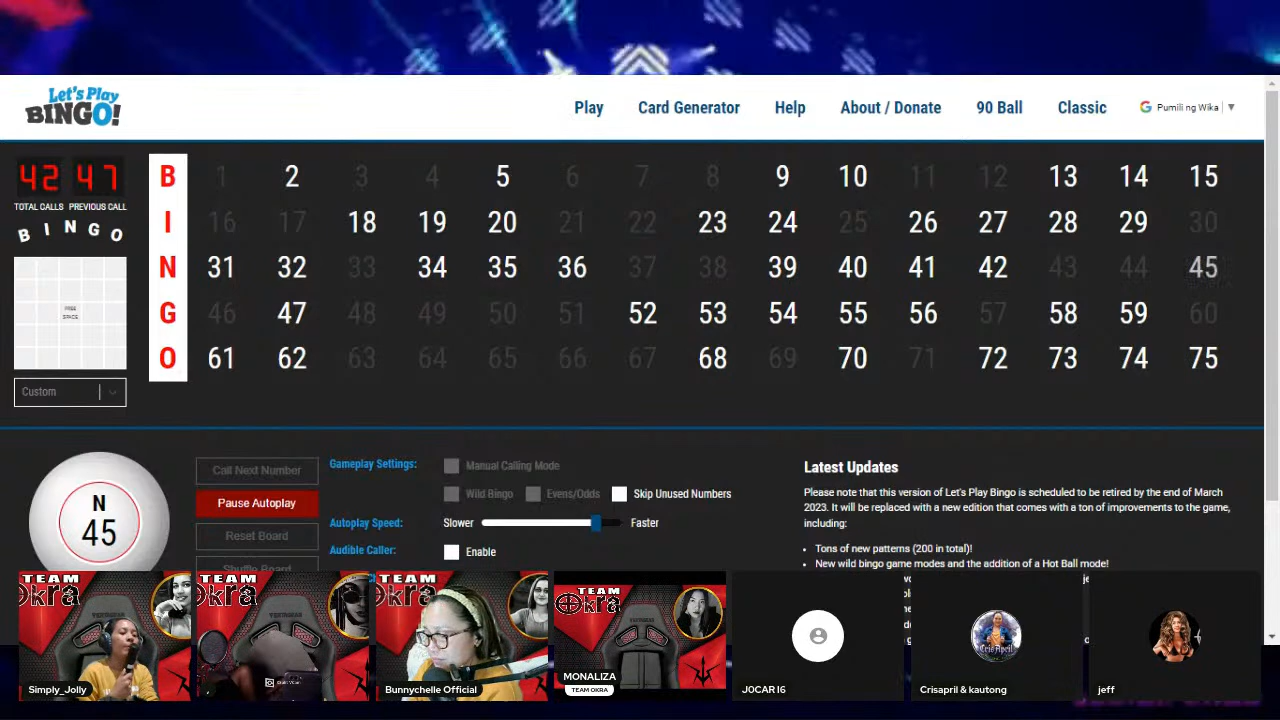 Let's Play
BINGO!
Play Card Generator Help About / Donate 90 Ball Classic Pumili ng Wika ▼
42 47
TOTAL CALLS PREVIOUS CALL
B I N G O
FREE
SPACE
Custom
B 1 2 3 4 5 6 7 8 9 10 11 12 13 14 15
I 16 17 18 19 20 21 22 23 24 25 26 27 28 29 30
N 31 32 33 34 35 36 37 38 39 40 41 42 43 44 45
G 46 47 48 49 50 51 52 53 54 55 56 57 58 59 60
O 61 62 63 64 65 66 67 68 69 70 71 72 73 74 75
N
45
Call Next Number
Pause Autoplay
Reset Board
Shuffle Board
Gameplay Settings: Manual Calling Mode
Wild Bingo Evens/Odds Skip Unused Numbers
Autoplay Speed: Slower Faster
Audible Caller: Enable
Latest Updates
Please note that this version of Let's Play Bingo is scheduled to be retired by the end of March
2023. It will be replaced with a new edition that comes with a ton of improvements to the game,
including:
• Tons of new patterns (200 in total)!
• New wild bingo game modes and the addition of a Hot Ball mode!
TEAM
Okra
Simply_Jolly
TEAM
Okra
TEAM
Okra
Bunnychelle Official
TEAM
OKRA
MONALIZA
TEAM OKRA
JOCAR I6
Crisapril & kautong
jeff